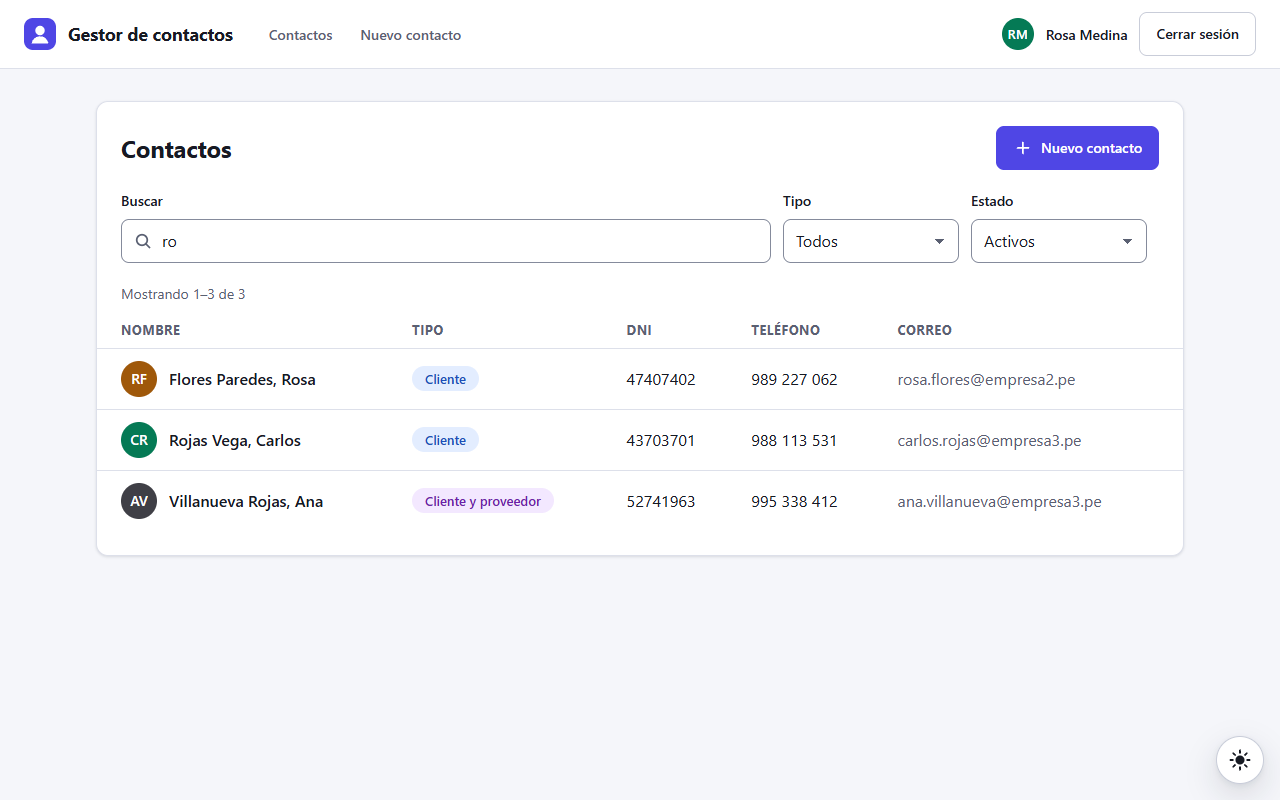 Gestor de contactos Contactos Nuevo contacto RM Rosa Medina Cerrar sesión
Contactos
Nuevo contacto
Buscar Tipo Estado
ro Todos Activos
Mostrando 1–3 de 3
NOMBRE TIPO DNI TELÉFONO CORREO
RF Flores Paredes, Rosa Cliente 47407402 989 227 062 rosa.flores@empresa2.pe
CR Rojas Vega, Carlos Cliente 43703701 988 113 531 carlos.rojas@empresa3.pe
AV Villanueva Rojas, Ana Cliente y proveedor 52741963 995 338 412 ana.villanueva@empresa3.pe